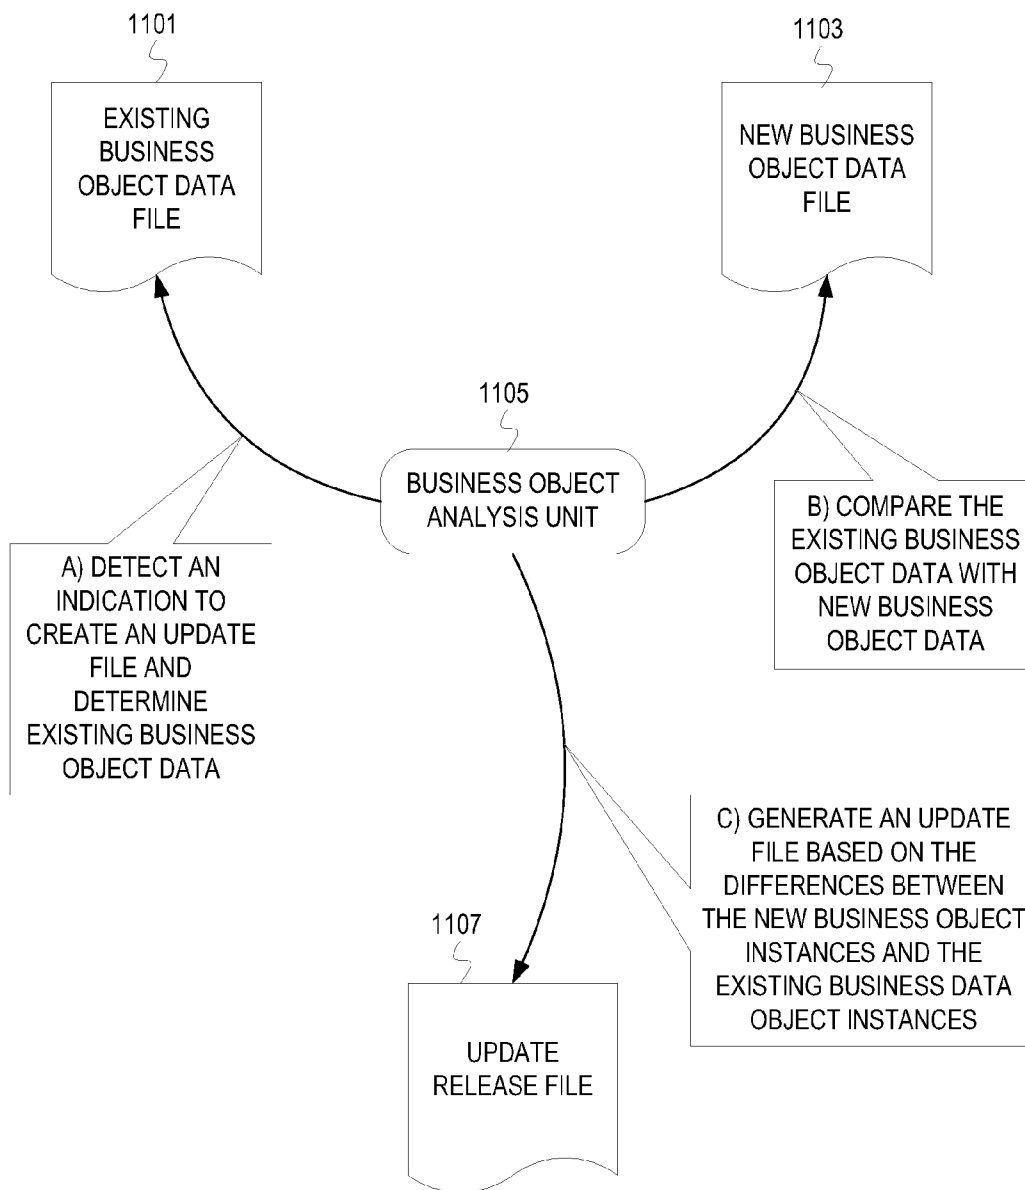 1101
EXISTING
BUSINESS
OBJECT DATA
FILE
1103
NEW BUSINESS
OBJECT DATA
FILE
1105
BUSINESS OBJECT
ANALYSIS UNIT
A) DETECT AN
INDICATION TO
CREATE AN UPDATE
FILE AND
DETERMINE
EXISTING BUSINESS
OBJECT DATA
B) COMPARE THE
EXISTING BUSINESS
OBJECT DATA WITH
NEW BUSINESS
OBJECT DATA
C) GENERATE AN UPDATE
FILE BASED ON THE
DIFFERENCES BETWEEN
THE NEW BUSINESS OBJECT
INSTANCES AND THE
EXISTING BUSINESS DATA
OBJECT INSTANCES
1107
UPDATE
RELEASE FILE